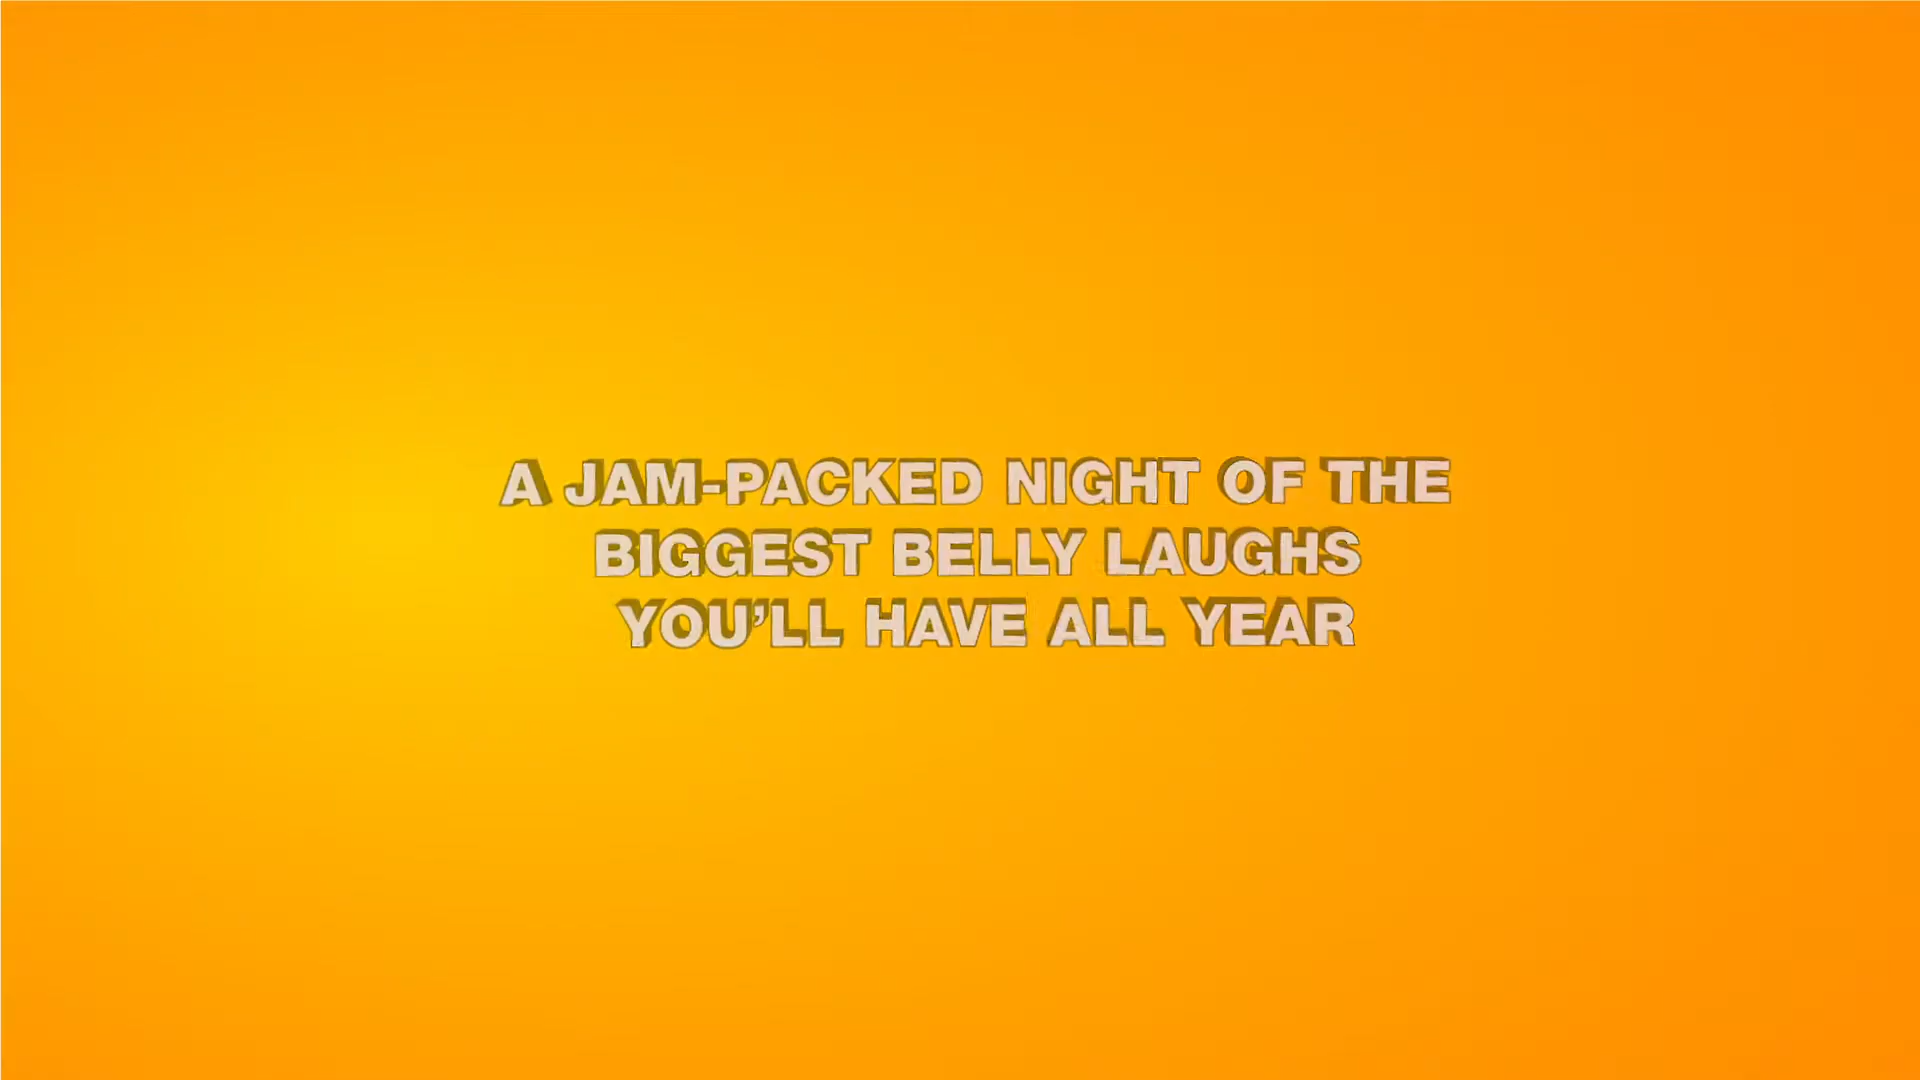 A JAM-PACKED NIGHT OF THE
BIGGEST BELLY LAUGHS
YOU’LL HAVE ALL YEAR